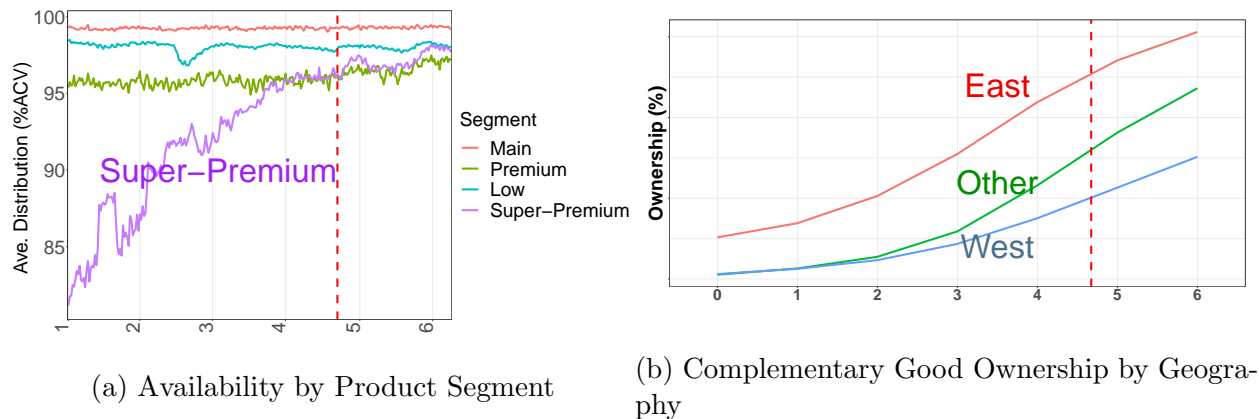 100
95
90
85
Ave. Distribution (%ACV)
Super−Premium
1
2
3
4
5
6
Segment
Main
Premium
Low
Super−Premium
(a) Availability by Product Segment
Ownership (%)
East
Other
West
0 1 2 3 4 5 6
(b) Complementary Good Ownership by Geogra-
phy